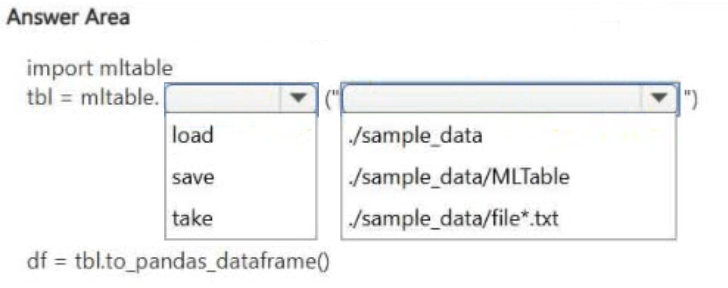 Answer Area
import mltable
tbl = mltable. ("")
load ./sample_data
save ./sample_data/MLTable
take ./sample_data/file*.txt
df = tbl.to_pandas_dataframe()